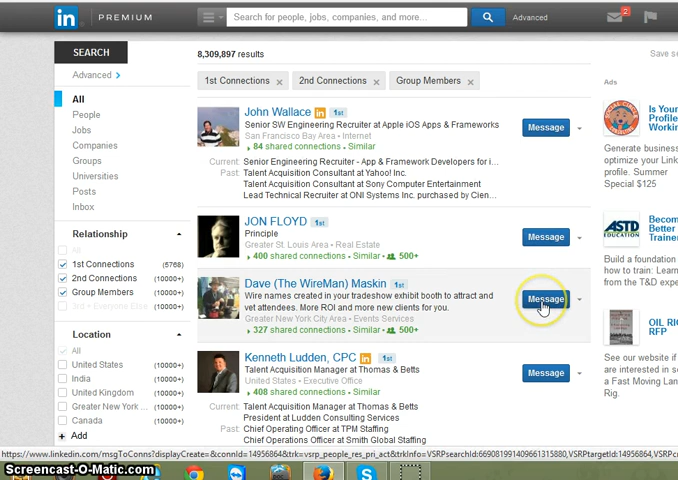 in PREMIUM
Search for people, jobs, companies, and more...
Advanced
2
SEARCH
Advanced
All
People
Jobs
Companies
Groups
Universities
Posts
Inbox
Relationship
All
1st Connections (5768)
2nd Connections (10000+)
Group Members (10000+)
3rd + Everyone Else (10000+)
Location
All
United States (10000+)
India (10000+)
United Kingdom (10000+)
Greater New York ... (10000+)
Canada (10000+)
Add
8,309,897 results
Save se
1st Connections
2nd Connections
Group Members
John Wallace in 1st
Senior SW Engineering Recruiter at Apple iOS Apps & Frameworks
San Francisco Bay Area • Internet
84 shared connections • Similar
Current Senior Engineering Recruiter - App & Framework Developers for i...
Past Talent Acquisition Consultant at Yahoo! Inc.
Talent Acquisition Consultant at Sony Computer Entertainment
Lead Technical Recruiter at ONI Systems Inc. purchased by Cien...
Message
JON FLOYD 1st
Principle
Greater St. Louis Area • Real Estate
400 shared connections • Similar • 500+
Message
Dave (The WireMan) Maskin 1st
Wire names created in your tradeshow exhibit booth to attract and
vet attendees. More ROI and more new clients for you.
Greater New York City Area • Events Services
327 shared connections • Similar • 500+
Message
Kenneth Ludden, CPC in 1st
Talent Acquisition Manager at Thomas & Betts
United States • Executive Office
408 shared connections • Similar
Current Talent Acquisition Manager at Thomas & Betts
President at Ludden Consulting Services
Past Chief Operating Officer at TPM Staffing
Chief Operations Officer at Smith Global Staffing
Message
Ads
Is You
Profile
Workin
Generate business
optimize your Link
profile. Summer
Special $125
ASTD
EDUCATION
Becom
Better
Traine
Build a foundation
how to train: Learn
from the T&D expe
OIL RIG
RFP
See our website if
are interested in s
a Fast Moving Lan
Rig.
https://www.linkedin.com/msgToConns?displayCreate=&connId=14956864&trk=vsrp_people_res_pri_act&trkInfo=VSRPsearchId:669081991409661315880,VSRPtargetId:14956864,VSRPcm
Screencast-O-Matic.com